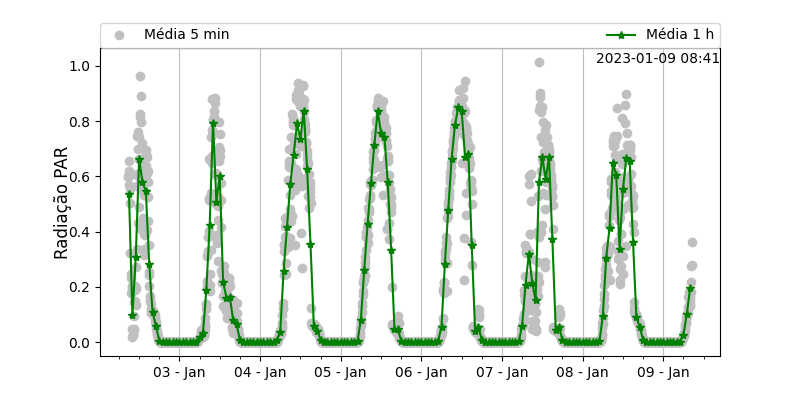 Média 5 min
Média 1 h
2023-01-09 08:41
Radiação PAR
1.0
0.8
0.6
0.4
0.2
0.0
03 - Jan
04 - Jan
05 - Jan
06 - Jan
07 - Jan
08 - Jan
09 - Jan